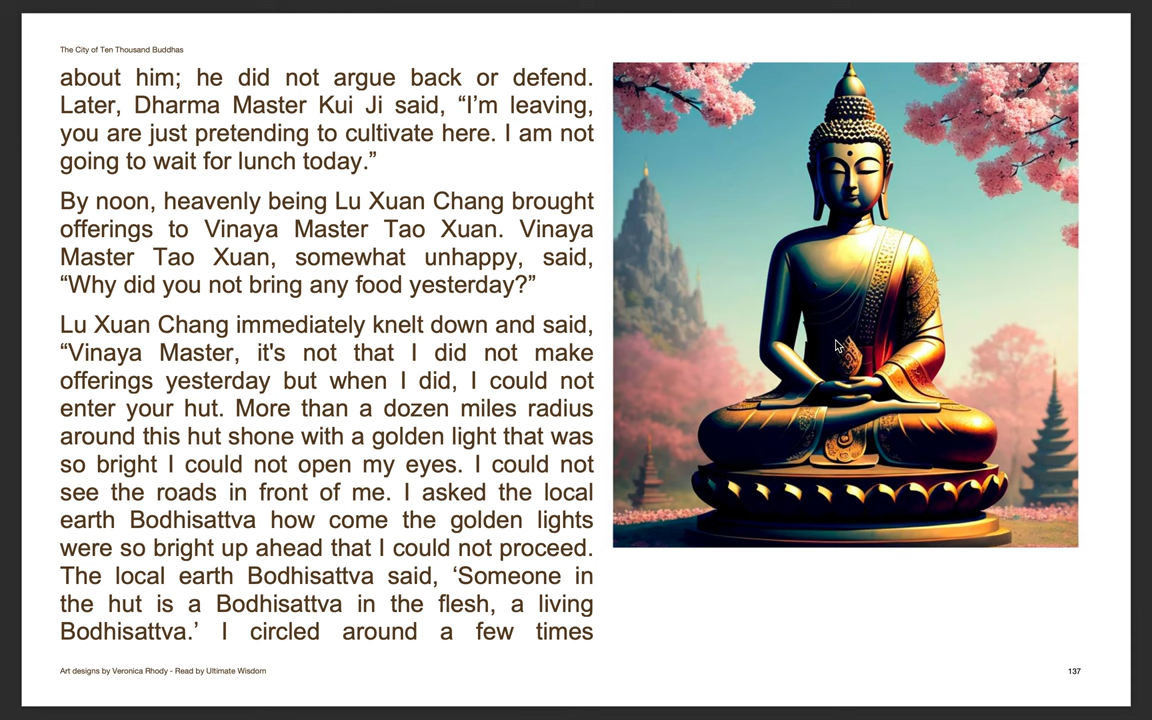 The City of Ten Thousand Buddhas
about him; he did not argue back or defend.
Later, Dharma Master Kui Ji said, “I’m leaving,
you are just pretending to cultivate here. I am not
going to wait for lunch today.”
By noon, heavenly being Lu Xuan Chang brought
offerings to Vinaya Master Tao Xuan. Vinaya
Master Tao Xuan, somewhat unhappy, said,
“Why did you not bring any food yesterday?”
Lu Xuan Chang immediately knelt down and said,
“Vinaya Master, it's not that I did not make
offerings yesterday but when I did, I could not
enter your hut. More than a dozen miles radius
around this hut shone with a golden light that was
so bright I could not open my eyes. I could not
see the roads in front of me. I asked the local
earth Bodhisattva how come the golden lights
were so bright up ahead that I could not proceed.
The local earth Bodhisattva said, ‘Someone in
the hut is a Bodhisattva in the flesh, a living
Bodhisattva.’ I circled around a few times
Art designs by Veronica Rhody - Read by Ultimate Wisdom
137